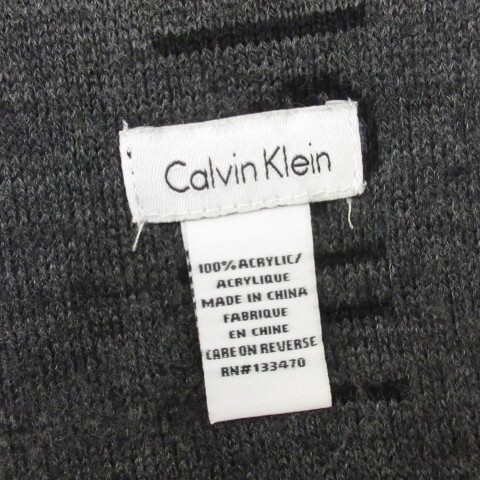 Calvin Klein
100% ACRYLIC/
ACRYLIQUE
MADE IN CHINA
FABRIQUE
EN CHINE
CARE ON REVERSE
RN#133470